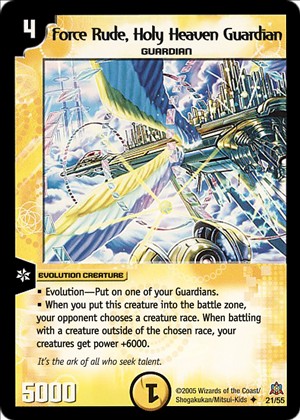 4
Force Rude, Holy Heaven Guardian
GUARDIAN
EVOLUTION CREATURE
▪ Evolution—Put on one of your Guardians.
▪ When you put this creature into the battle zone,
your opponent chooses a creature race. When battling
with a creature outside of the chosen race, your
creatures get power +6000.
It's the ark of all who seek talent.
5000
1
©2005 Wizards of the Coast/
Shogakukan/Mitsui-Kids ✦ 21/55